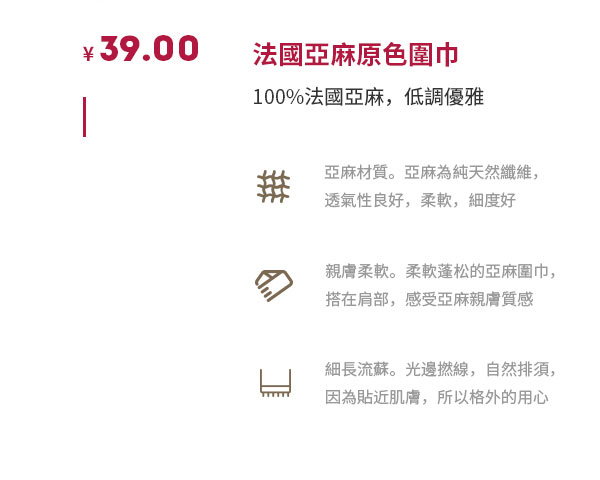 ¥ 39.00
法國亞麻原色圍巾
100%法國亞麻，低調優雅
亞麻材質。亞麻為純天然纖維，
透氣性良好，柔軟，細度好
親膚柔軟。柔軟蓬松的亞麻圍巾，
搭在肩部，感受亞麻親膚質感
細長流蘇。光邊撚線，自然排須，
因為貼近肌膚，所以格外的用心